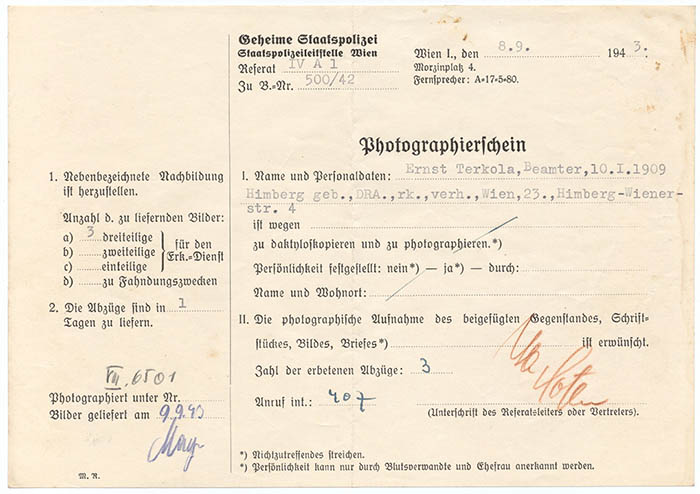 Geheime Staatspolizei
Staatspolizeileitstelle Wien
Referat IV A 1
Zu B.=Nr. 500/42
Wien I., den 8.9. 1943.
Morzinplatz 4.
Fernsprecher: A=17=5=80.
Photographierschein
1. Nebenbezeichnete Nachbildung
ist herzustellen.
Anzahl d. zu liefernden Bilder:
a) 3 dreiteilige
b) zweiteilige
c) einteilige
für den
Erk.=Dienst
d) zu Fahndungszwecken
2. Die Abzüge sind in 1
Tagen zu liefern.
VII, 6501
Photographiert unter Nr.
Bilder geliefert am 9.9.43
M. R.
I. Name und Personaldaten: Ernst Terkola, Beamter, 10.I.1909
Himberg geb.,DRA.,rk.,verh.,Wien,23.,Himberg-Wiener-
str. 4
ist wegen
zu daktyloskopieren und zu photographieren.*)
Persönlichkeit festgestellt: nein*) — ja*) — durch:
Name und Wohnort:
II. Die photographische Aufnahme des beigefügten Gegenstandes, Schrift=
stückes, Bildes, Briefes*) ist erwünscht.
Zahl der erbetenen Abzüge: 3
Anruf int.: 407
(Unterschrift des Referatsleiters oder Vertreters).
*) Nichtzutreffendes streichen.
*) Persönlichkeit kann nur durch Blutsverwandte und Ehefrau anerkannt werden.